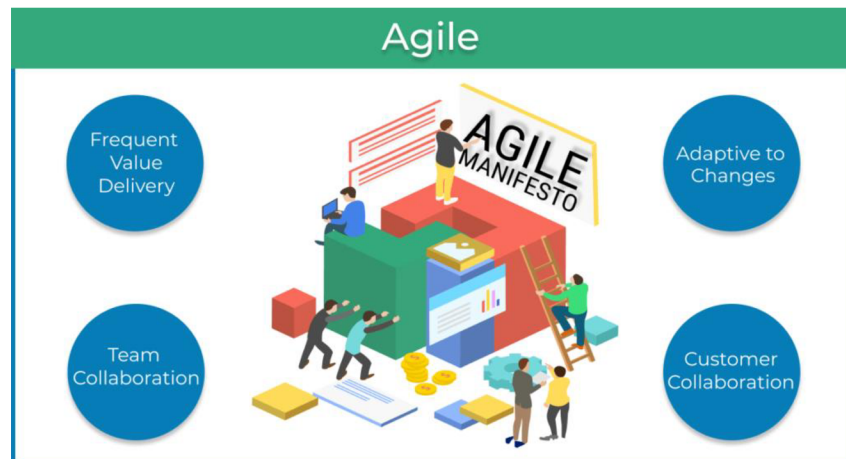 Agile
Frequent
Value
Delivery
AGILE
MANIFESTO
Adaptive to
Changes
Team
Collaboration
Customer
Collaboration